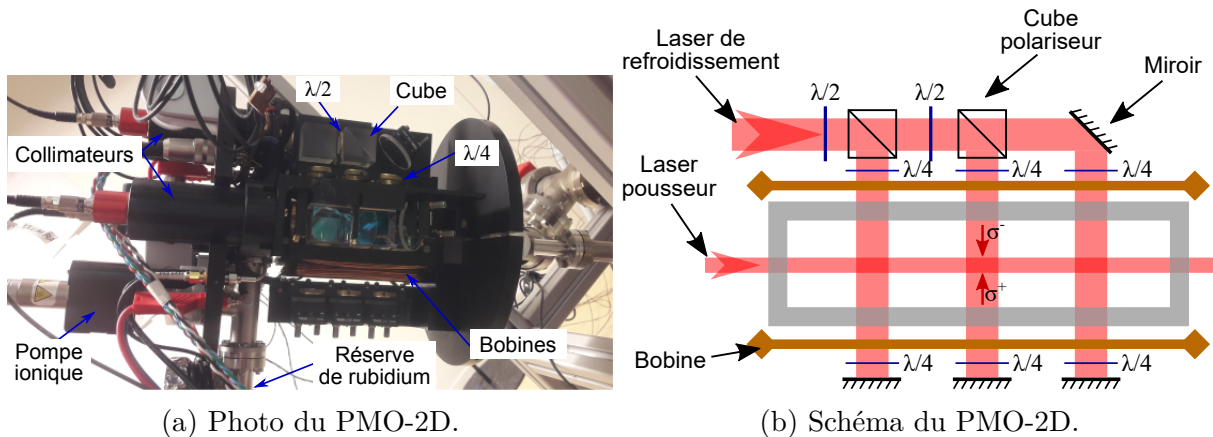 λ/2
Cube
Collimateurs
λ/4
Pompe
ionique
Réserve
de rubidium
Bobines
(a) Photo du PMO-2D.
Laser de
refroidissement
Cube
polariseur
Miroir
λ/2
λ/2
λ/4
λ/4
λ/4
Laser
pousseur
σ-
σ+
Bobine
λ/4
λ/4
λ/4
(b) Schéma du PMO-2D.